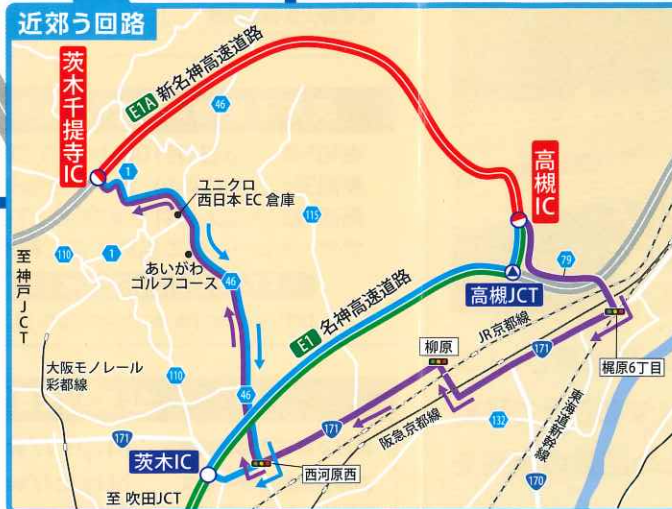 近郊う回路
茨木千提寺
IC
E1A 新名神高速道路
46
1
高槻
IC
ユニクロ
西日本 EC 倉庫
115
110
1
あいがわ
ゴルフコース
79
至 神戸JCT
46
E1 名神高速道路
高槻JCT
JR京都線
柳原
171
梶原6丁目
大阪モノレール
彩都線
110
46
阪急京都線
171
132
東海道新幹線
171
茨木IC
西河原西
170
至 吹田JCT